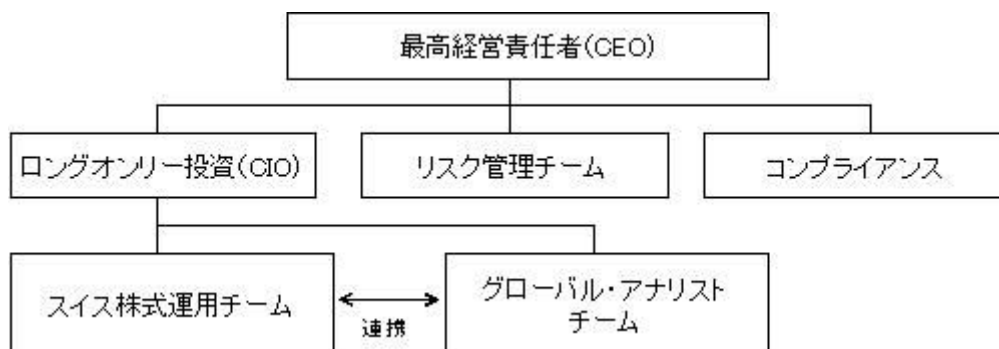 最高経営責任者(CEO)
ロングオンリー投資(CIO)
リスク管理チーム
コンプライアンス
スイス株式運用チーム
連携
グローバル・アナリスト
チーム